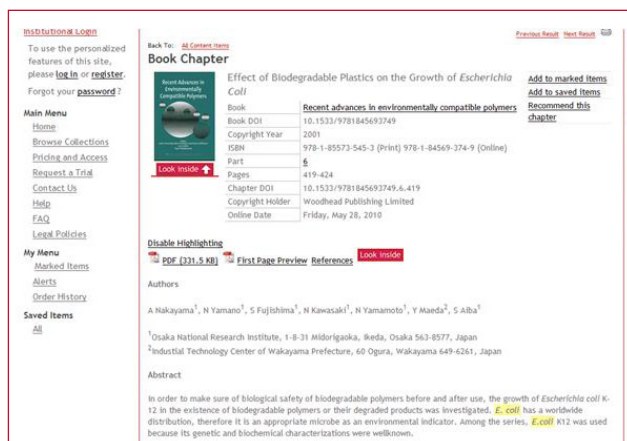 Institutional Login
To use the personalized
features of this site,
please log in or register.
Forgot your password ?
Main Menu
Home
Browse Collections
Pricing and Access
Request a Trial
Contact Us
Help
FAQ
Legal Policies
My Menu
Marked Items
Alerts
Order History
Saved Items
All
Previous Result Next Result
Back To: All Content Items
Book Chapter
Recent Advances in
Environmentally
Compatible Polymers
Look Inside
Effect of Biodegradable Plastics on the Growth of Escherichia
Coli
Book Recent advances in environmentally compatible polymers
Book DOI 10.1533/9781845693749
Copyright Year 2001
ISBN 978-1-85573-545-3 (Print) 978-1-84569-374-9 (Online)
Part 6
Pages 419-424
Chapter DOI 10.1533/9781845693749.6.419
Copyright Holder Woodhead Publishing Limited
Online Date Friday, May 28, 2010
Add to marked items
Add to saved items
Recommend this
chapter
Disable Highlighting
PDF (331.5 KB) First Page Preview References Look Inside
Authors
A Nakayama1, N Yamano1, S Fujishima1, N Kawasaki1, N Yamamoto1, Y Maeda2, S Aiba1
1Osaka National Research Institute, 1-8-31 Midorigaoka, Ikeda, Osaka 563-8577, Japan
2Industial Technology Center of Wakayama Prefecture, 60 Ogura, Wakayama 649-6261, Japan
Abstract
In order to make sure of biological safety of biodegradable polymers before and after use, the growth of Escherichia coli K-
12 in the existence of biodegradable polymers or their degraded products was investigated. E. coli has a worldwide
distribution, therefore it is an appropriate microbe as an environmental indicator. Among the series, E.coli K12 was used
because its genetic and biochemical characterizations were wellknown.